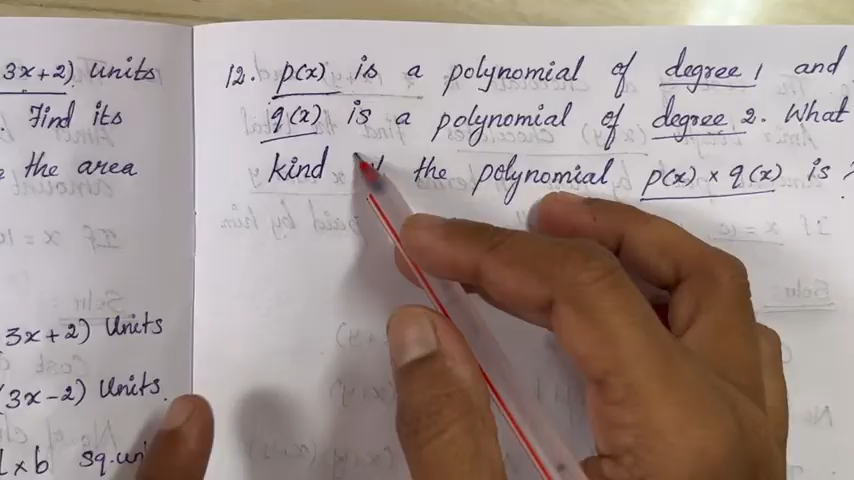 3x+2) units
. Find its
the area
3x+2) Units
(3x-2) Units.
l×b sq.uni
12. p(x) is a polynomial of degree 1 and
q(x) is a polynomial of degree 2. What
kind the polynomial p(x) × q(x) is?